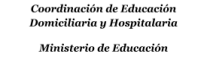 Coordinación de Educación
Domiciliaria y Hospitalaria
Ministerio de Educación